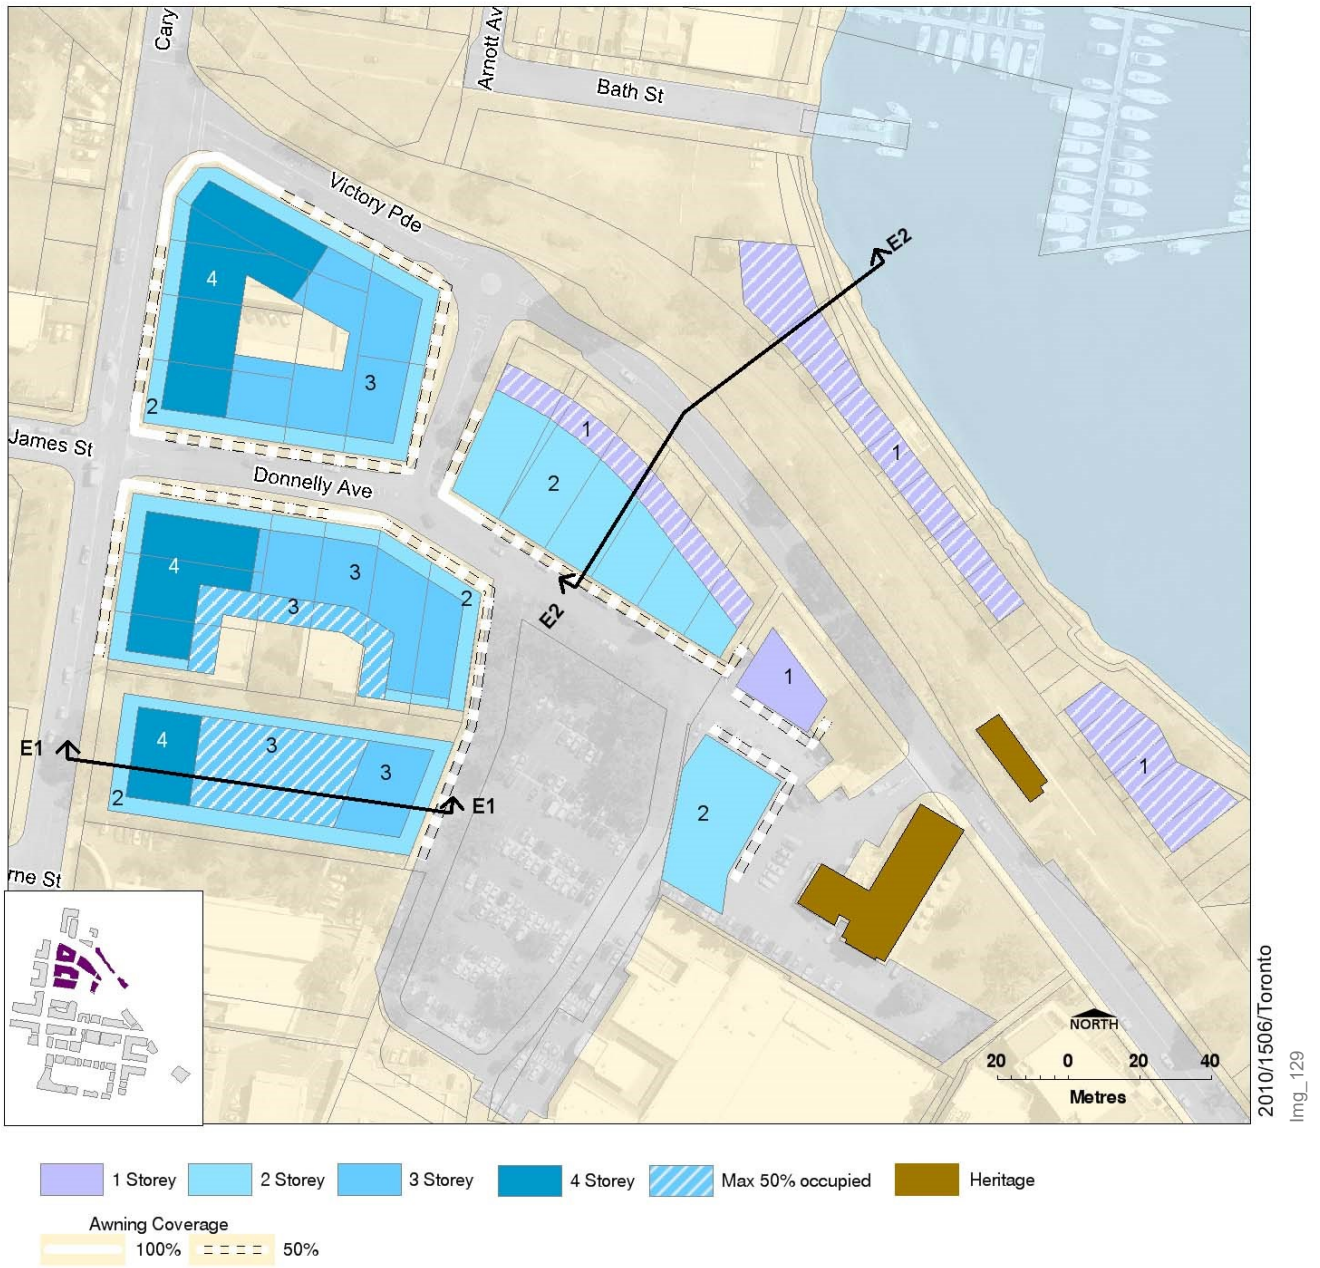 Cary
Arnott Av
Bath St
Victory Pde
E2
4
3
2
1
1
James St
Donnelly Ave
2
4
3
3
2
E2
1
4
3
3
E1
E1
2
2
1
rne St
NORTH
20 0 20 40
Metres
2010/1506/Toronto
Img_129
1 Storey
2 Storey
3 Storey
4 Storey
Max 50% occupied
Heritage
Awning Coverage
100%
50%